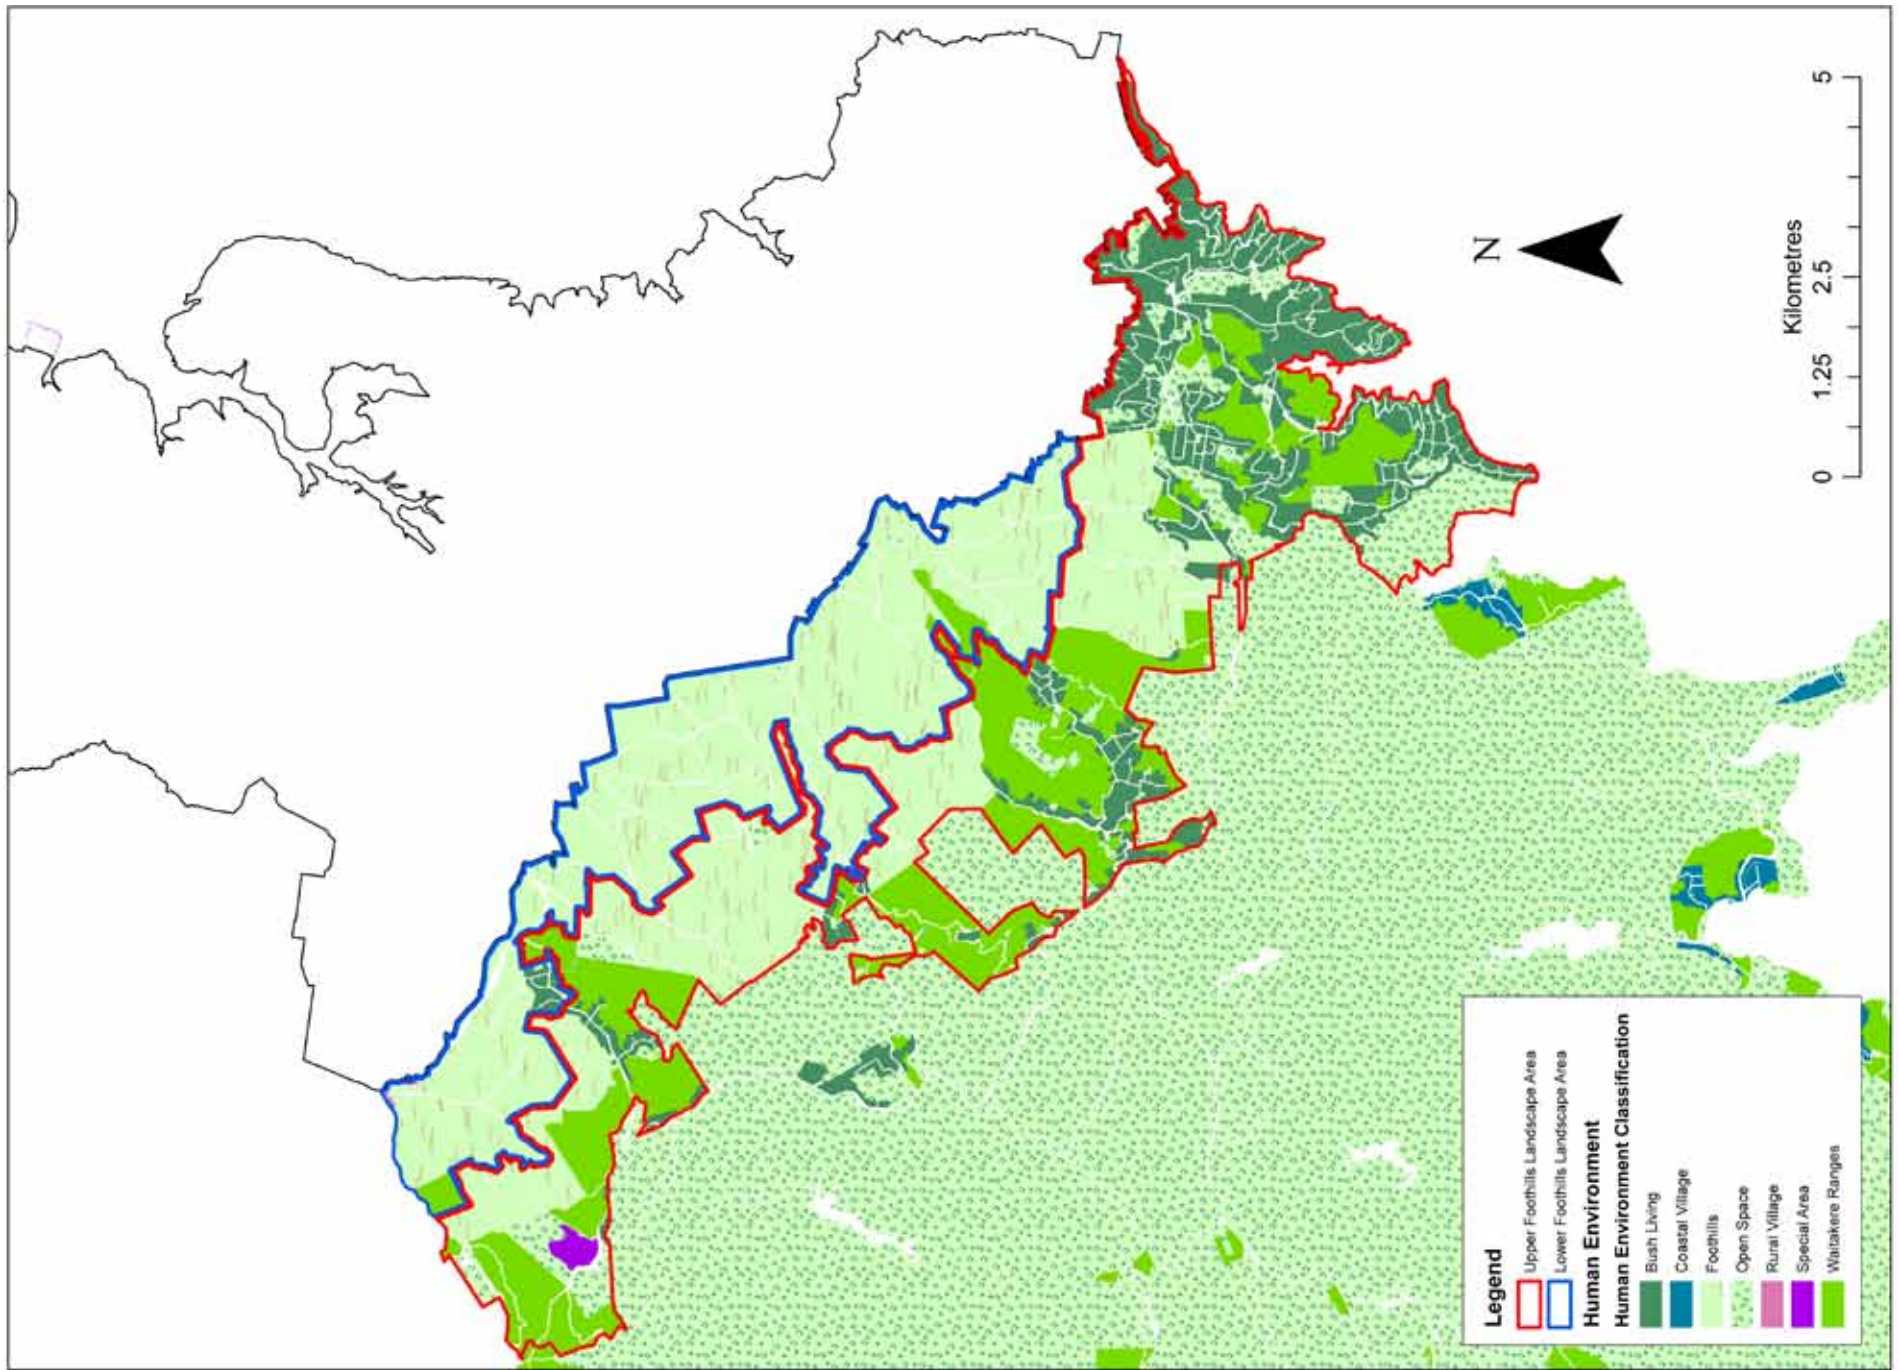 Legend
Upper Foothills Landscape Area
Lower Foothills Landscape Area
Human Environment
Human Environment Classification
Bush Living
Coastal Village
Foothills
Open Space
Rural Village
Special Area
Waitakere Ranges
N
0 1.25 2.5 5
Kilometres